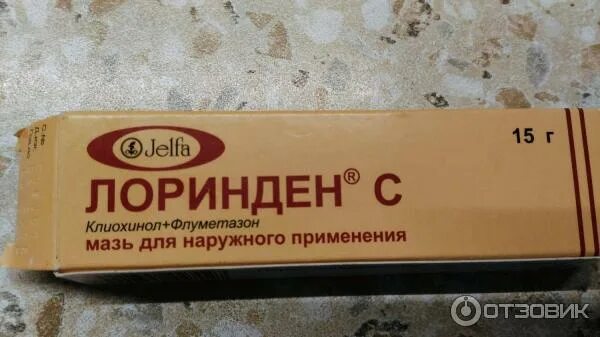 Jelfa
15 г
ЛОРИНДЕН® С
Клиохинол+Флуметазон
мазь для наружного применения
ОТЗОВИК